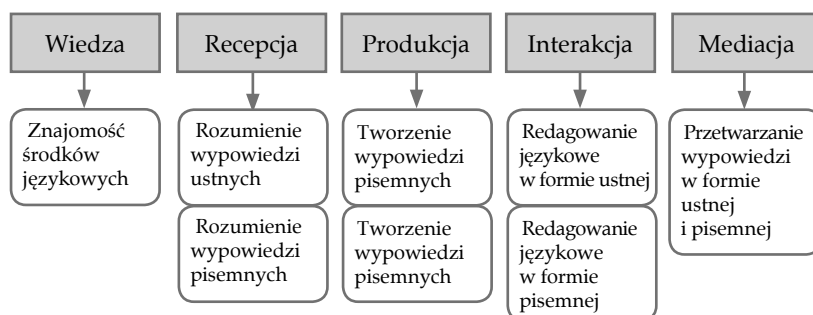 Wiedza
Recepcja
Produkcja
Interakcja
Mediacja
Znajomość
środków
językowych
Rozumienie
wypowiedzi
ustnych
Rozumienie
wypowiedzi
pisemnych
Tworzenie
wypowiedzi
pisemnych
Tworzenie
wypowiedzi
pisemnych
Redagowanie
językowe
w formie ustnej
Redagowanie
językowe
w formie
pisemnej
Przetwarzanie
wypowiedzi
w formie
ustnej
i pisemnej